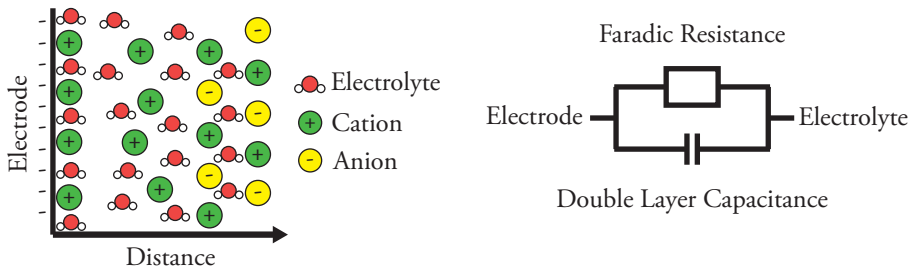 Electrode
Distance
Electrolyte
Cation
Anion
Faradic Resistance
Electrode
Electrolyte
Double Layer Capacitance